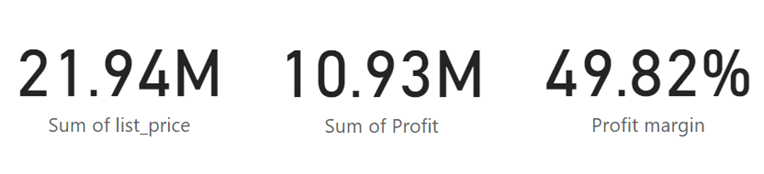 21.94M 10.93M 49.82%
Sum of list_price Sum of Profit Profit margin